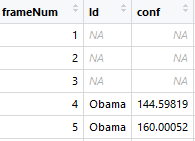 frameNum Id conf
1 NA NA
2 NA NA
3 NA NA
4 Obama 144.59819
5 Obama 160.00052